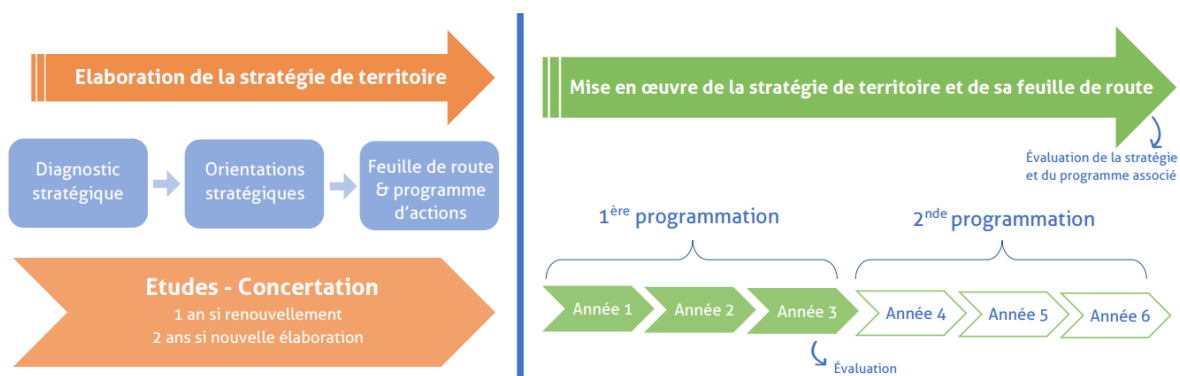 Elaboration de la stratégie de territoire
Diagnostic
stratégique
Orientations
stratégiques
Feuille de route
& programme
d'actions
Etudes - Concertation
1 an si renouvellement
2 ans si nouvelle élaboration
Mise en œuvre de la stratégie de territoire et de sa feuille de route
Évaluation de la stratégie
et du programme associé
1ère programmation
2nde programmation
Année 1
Année 2
Année 3
Année 4
Année 5
Année 6
Évaluation